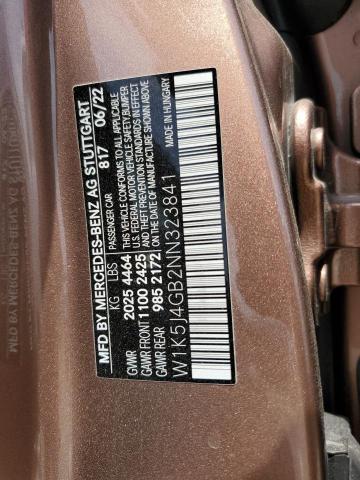 MFD BY MERCEDES-BENZ AG STUTTGART
817 06/22
PASSENGER CAR
KG LBS
GVWR 2025 4464
GAWR FRONT 1100 2425
GAWR REAR 985 2172
THIS VEHICLE CONFORMS TO ALL APPLICABLE
U.S. FEDERAL MOTOR VEHICLE SAFETY, BUMPER
AND THEFT PREVENTION STANDARDS IN EFFECT
ON THE DATE OF MANUFACTURE SHOWN ABOVE
W1K5J4GB2NN323841
MADE IN HUNGARY